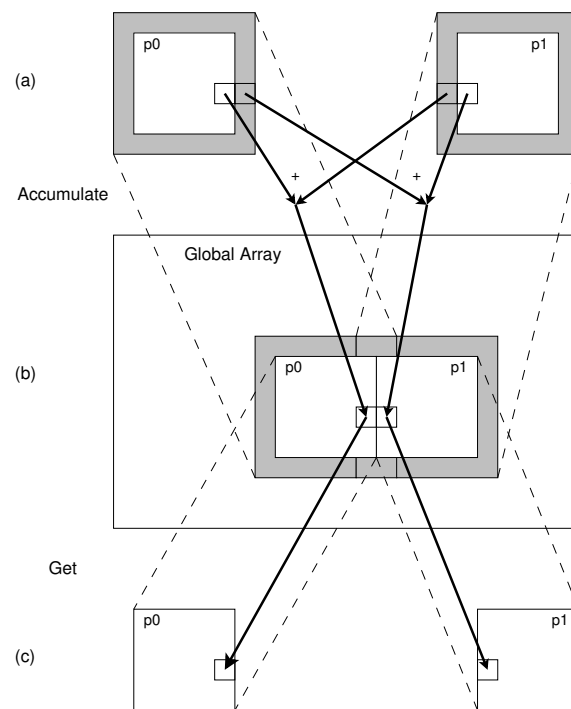 p0
p1
(a)
+
+
Accumulate
Global Array
(b)
p0
p1
Get
p0
p1
(c)